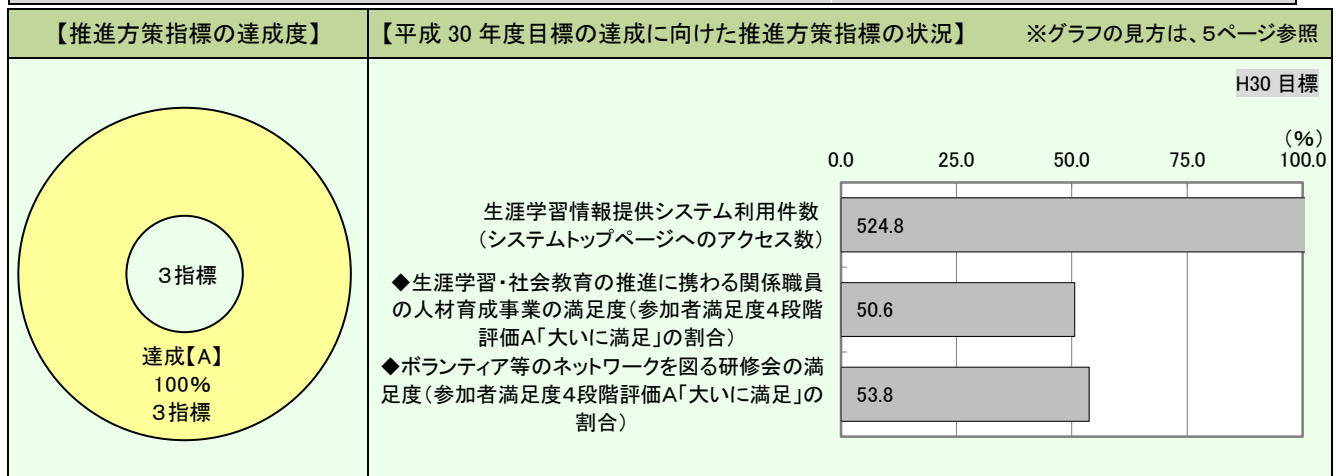 【推進方策指標の達成度】
【平成 30 年度目標の達成に向けた推進方策指標の状況】 ※グラフの見方は、5ページ参照
3指標
達成【A】
100%
3指標
H30 目標
(%)
0.0 25.0 50.0 75.0 100.0
生涯学習情報提供システム利用件数
(システムトップページへのアクセス数)
524.8
◆生涯学習・社会教育の推進に携わる関係職員
の人材育成事業の満足度(参加者満足度4段階
評価A「大いに満足」の割合)
50.6
◆ボランティア等のネットワークを図る研修会の満
足度(参加者満足度4段階評価A「大いに満足」の
割合)
53.8